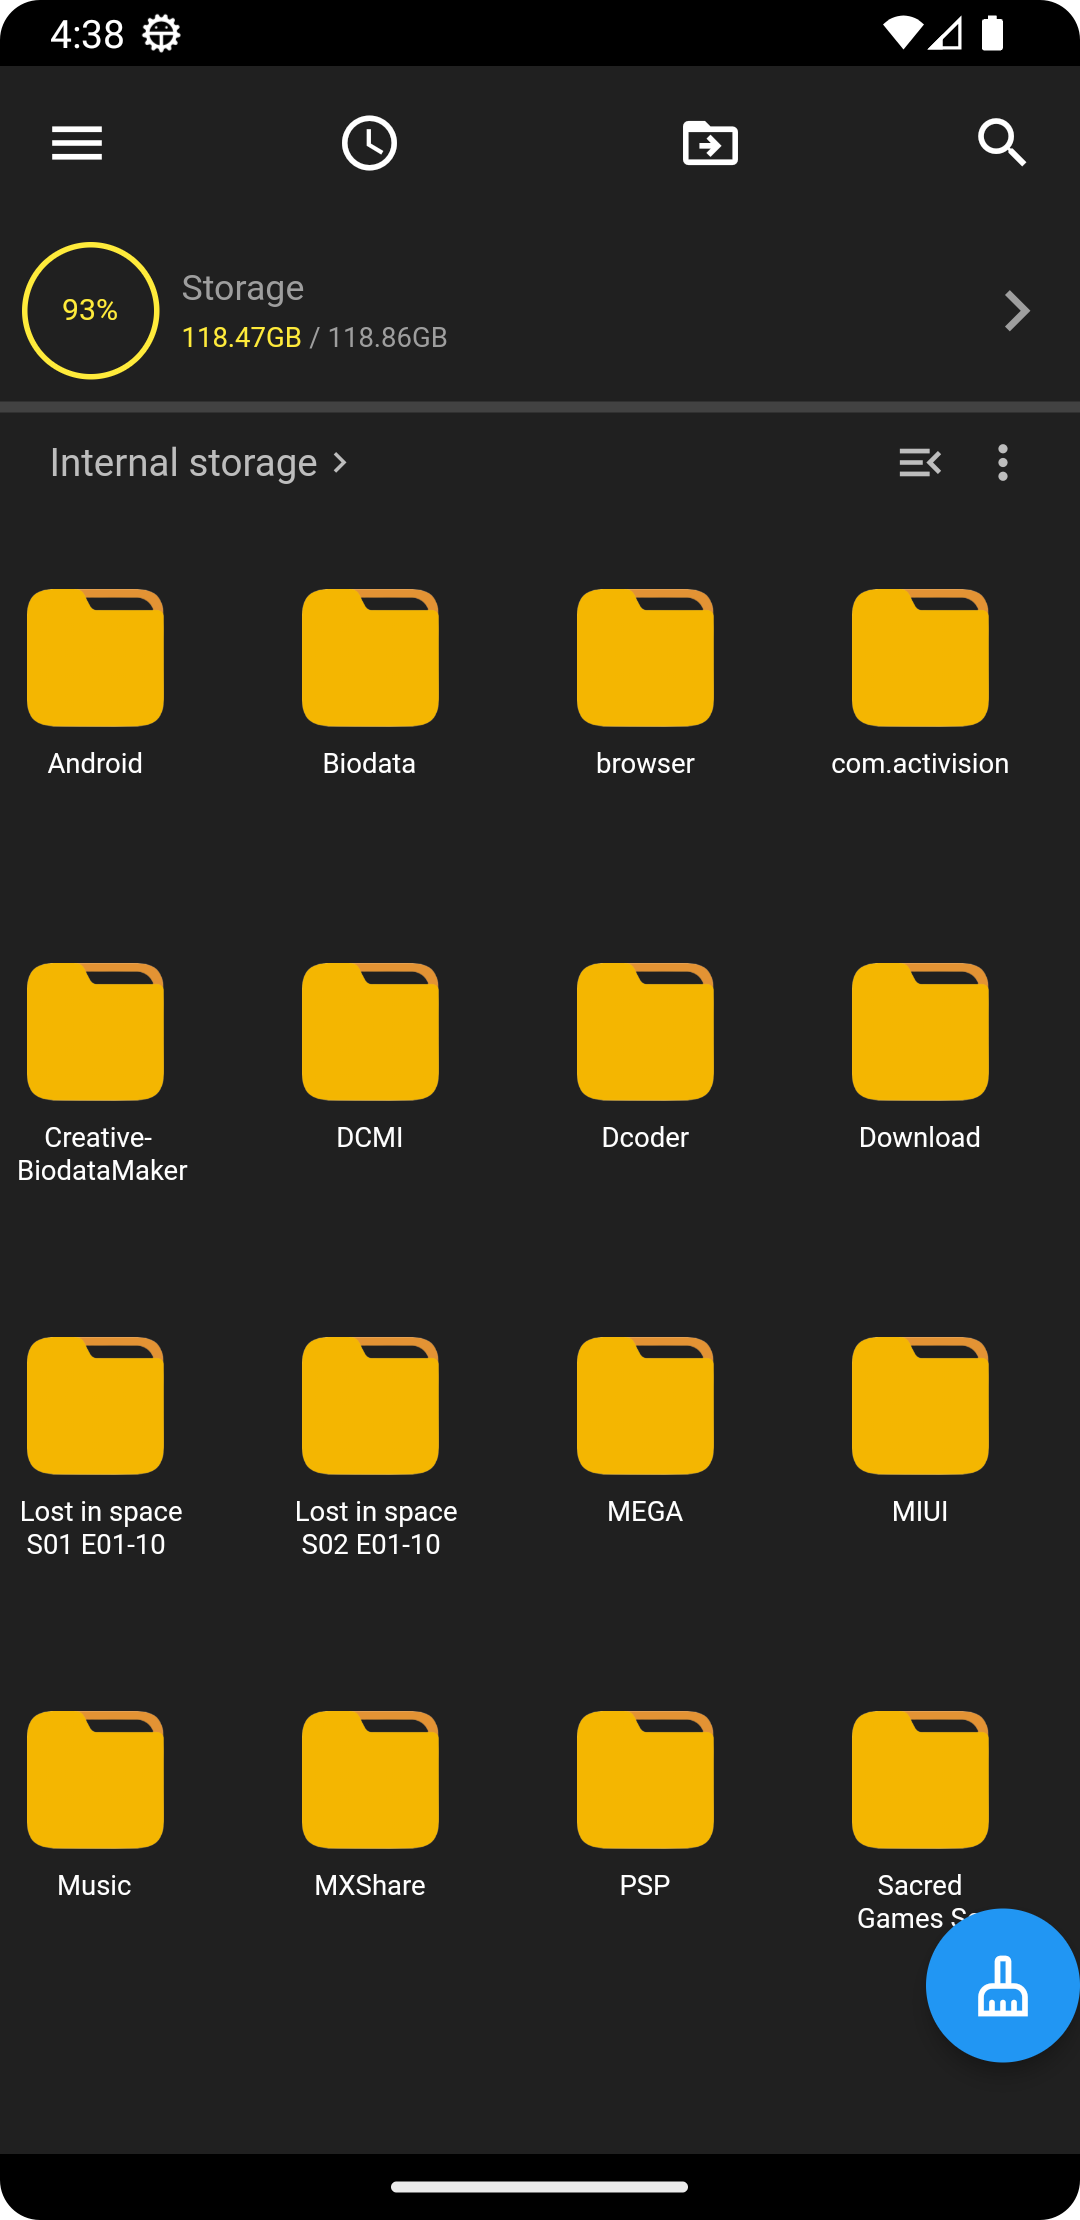 4:38
93%
Storage
118.47GB / 118.86GB
Internal storage
Android
Biodata
browser
com.activision
Creative-
BiodataMaker
DCMI
Dcoder
Download
Lost in space
S01 E01-10
Lost in space
S02 E01-10
MEGA
MIUI
Music
MXShare
PSP
Sacred
Games